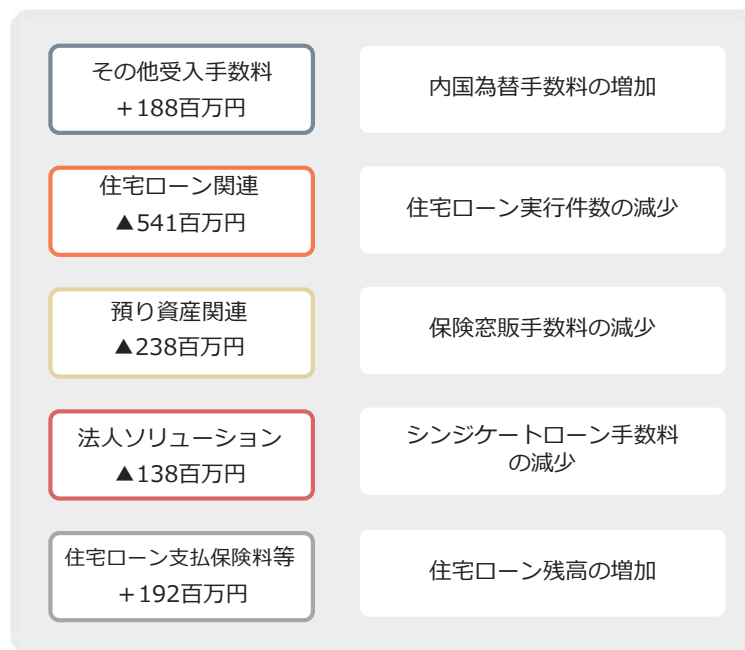 その他受入手数料
＋188百万円
内国為替手数料の増加
住宅ローン関連
▲541百万円
住宅ローン実行件数の減少
預り資産関連
▲238百万円
保険窓販手数料の減少
法人ソリューション
▲138百万円
シンジケートローン手数料
の減少
住宅ローン支払保険料等
＋192百万円
住宅ローン残高の増加